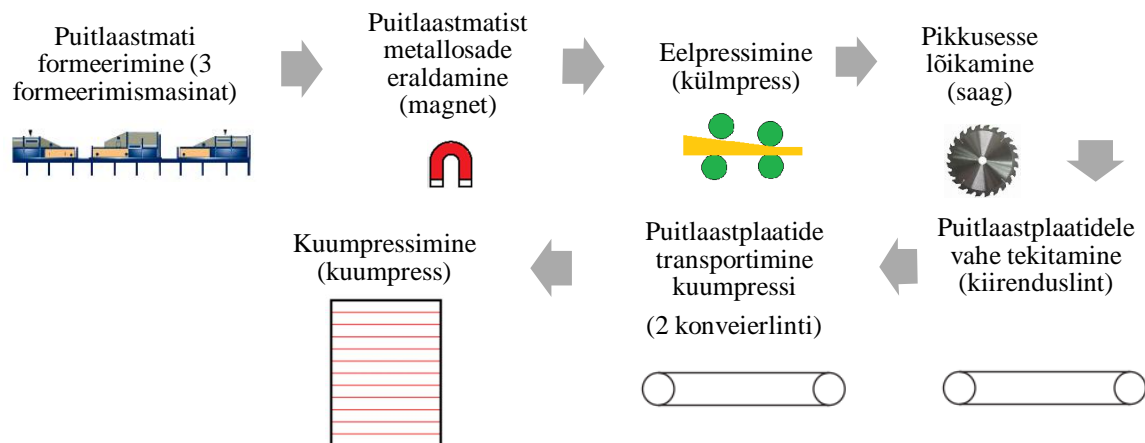 Puitlaastmati
formeerimine (3
formeerimismasinat)
Puitlaastmatist
metallosade
eraldamine
(magnet)
Eelpressimine
(külmpress)
Pikkusesse
lõikamine
(saag)
Puitlaastplaatidele
vahe tekitamine
(kiirenduslint)
Puitlaastplaatide
transportimine
kuumpressi
(2 konveierlinti)
Kuumpressimine
(kuumpress)